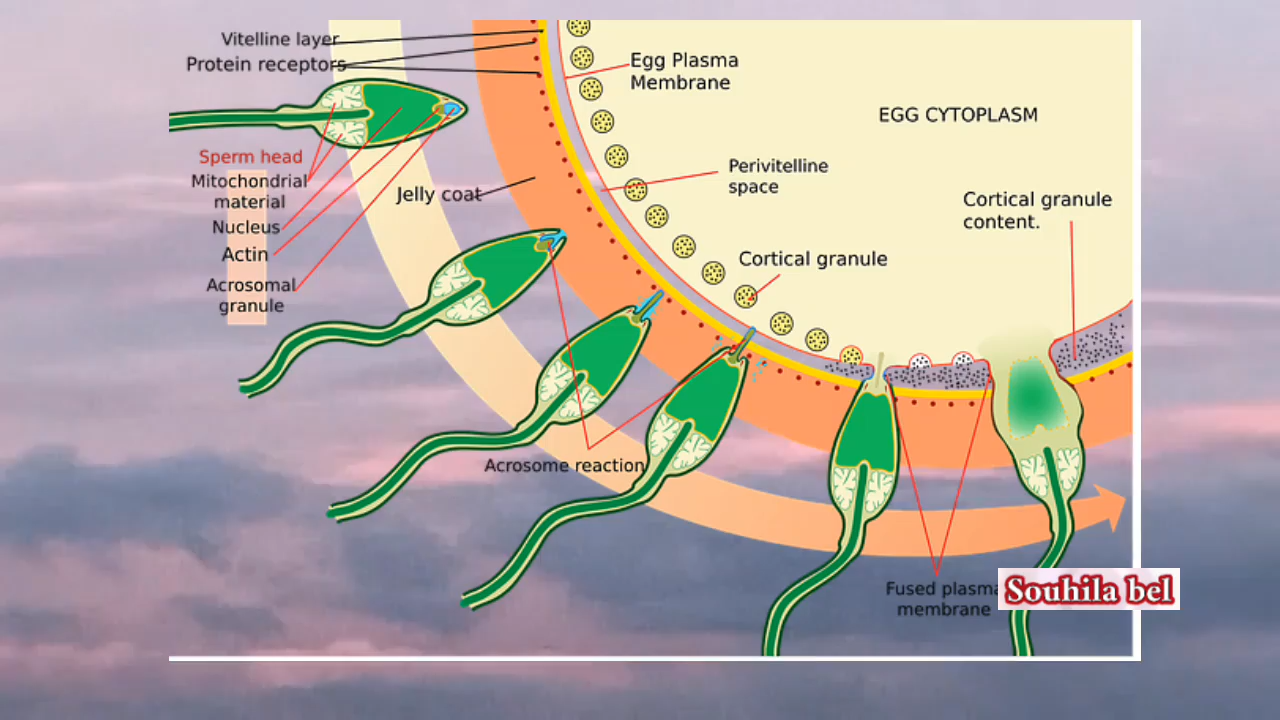 Vitelline layer
Protein receptors
Egg Plasma
Membrane
EGG CYTOPLASM
Sperm head
Mitochondrial
material
Nucleus
Actin
Acrosomal
granule
Jelly coat
Perivitelline
space
Cortical granule
content.
Cortical granule
Acrosome reaction
Fused plasma
membrane
Souhila bel